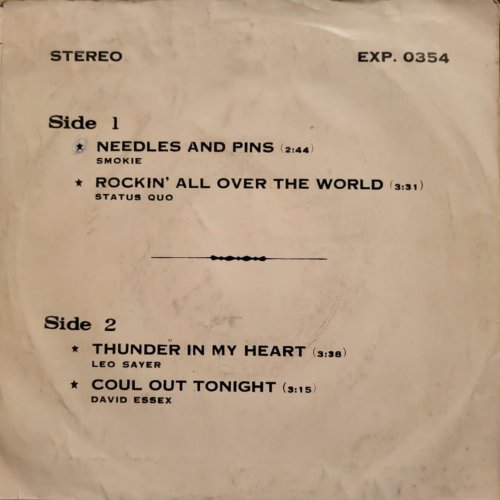 STEREO EXP. 0354
Side 1
★ NEEDLES AND PINS (2:44)
SMOKIE
★ ROCKIN' ALL OVER THE WORLD (3:31)
STATUS QUO
Side 2
★ THUNDER IN MY HEART (3:38)
LEO SAYER
★ COUL OUT TONIGHT (3:15)
DAVID ESSEX